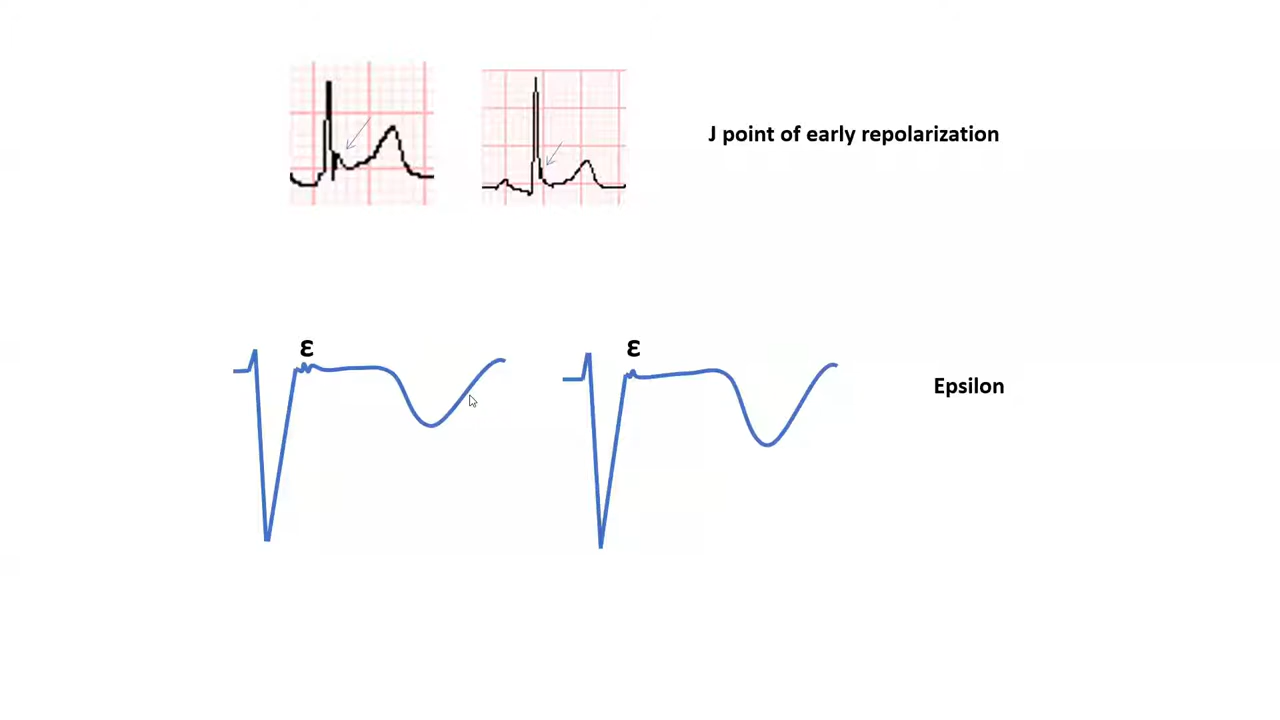 J point of early repolarization
ε
ε
Epsilon